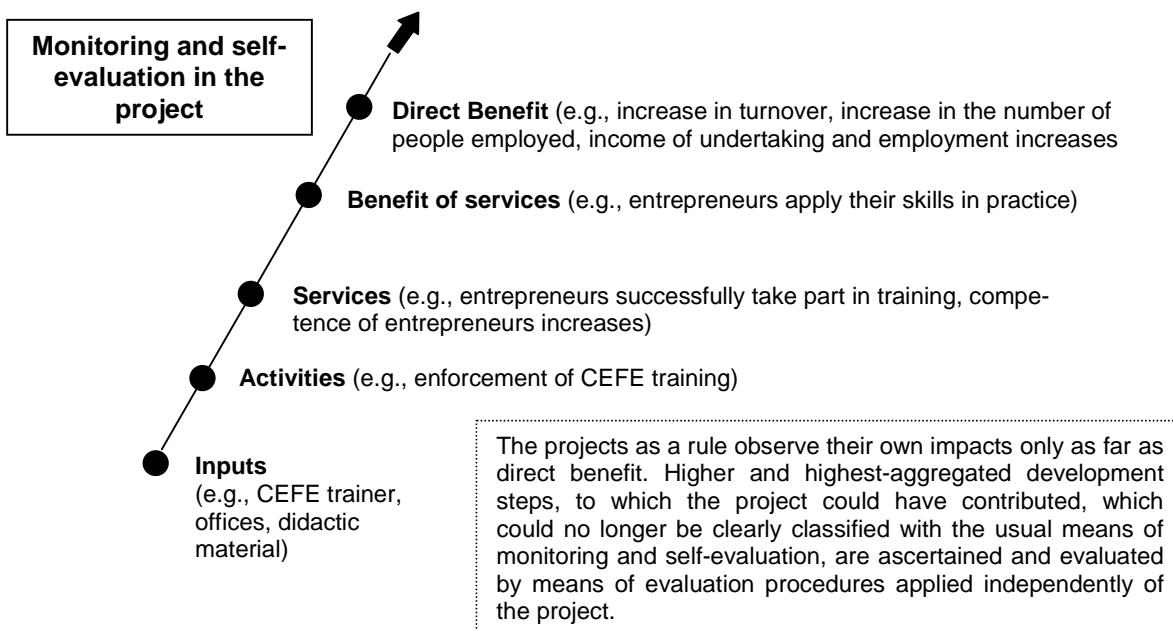 Monitoring and self-
evaluation in the
project
Direct Benefit (e.g., increase in turnover, increase in the number of
people employed, income of undertaking and employment increases
Benefit of services (e.g., entrepreneurs apply their skills in practice)
Services (e.g., entrepreneurs successfully take part in training, compe-
tence of entrepreneurs increases)
Activities (e.g., enforcement of CEFE training)
Inputs
(e.g., CEFE trainer,
offices, didactic
material)
The projects as a rule observe their own impacts only as far as
direct benefit. Higher and highest-aggregated development
steps, to which the project could have contributed, which
could no longer be clearly classified with the usual means of
monitoring and self-evaluation, are ascertained and evaluated
by means of evaluation procedures applied independently of
the project.